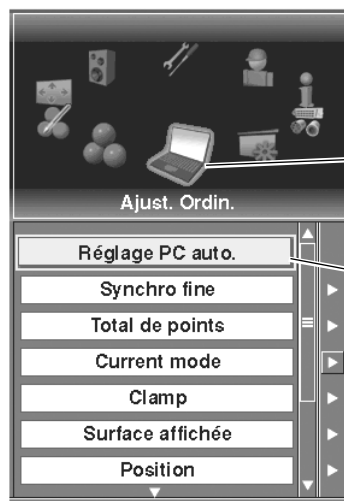 Ajust. Ordin.
Réglage PC auto.
Synchro fine
Total de points
Current mode
Clamp
Surface affichée
Position